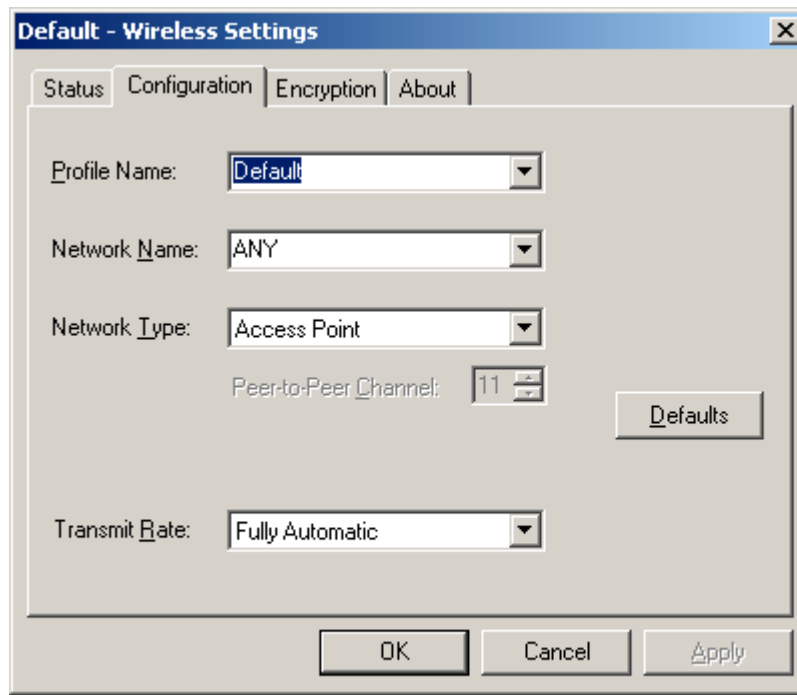 Default - Wireless Settings
Status Configuration Encryption About
Profile Name: Default
Network Name: ANY
Network Type: Access Point
Peer-to-Peer Channel: 11
Defaults
Transmit Rate: Fully Automatic
OK Cancel Apply